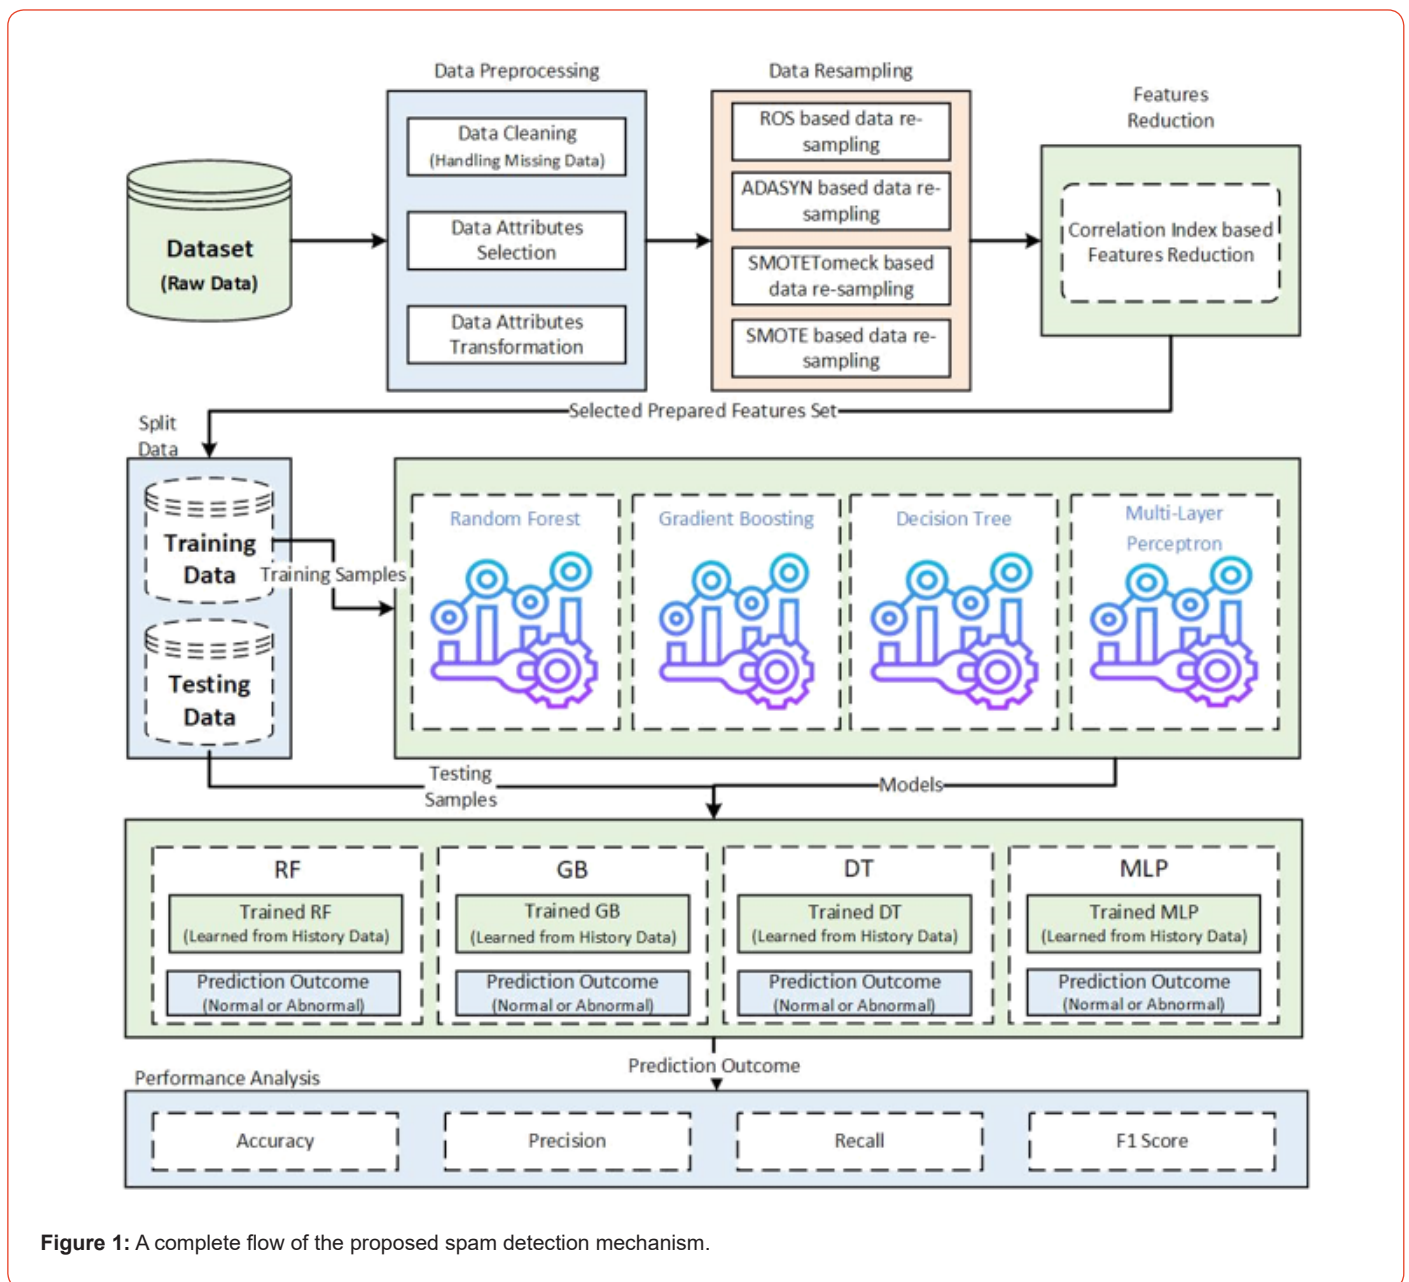 Data Preprocessing
Data Resampling
Features
Reduction
Dataset
(Raw Data)
Data Cleaning
(Handling Missing Data)
Data Attributes
Selection
Data Attributes
Transformation
ROS based data re-
sampling
ADASYN based data re-
sampling
SMOTETomeck based
data re-sampling
SMOTE based data re-
sampling
Correlation Index based
Features Reduction
Selected Prepared Features Set
Split
Data
Training
Data
Testing
Data
Training Samples
Random Forest
Gradient Boosting
Decision Tree
Multi-Layer
Perceptron
Testing
Samples
Models
RF
Trained RF
(Learned from History Data)
Prediction Outcome
(Normal or Abnormal)
GB
Trained GB
(Learned from History Data)
Prediction Outcome
(Normal or Abnormal)
DT
Trained DT
(Learned from History Data)
Prediction Outcome
(Normal or Abnormal)
MLP
Trained MLP
(Learned from History Data)
Prediction Outcome
(Normal or Abnormal)
Prediction Outcome
Performance Analysis
Accuracy
Precision
Recall
F1 Score
Figure 1: A complete flow of the proposed spam detection mechanism.